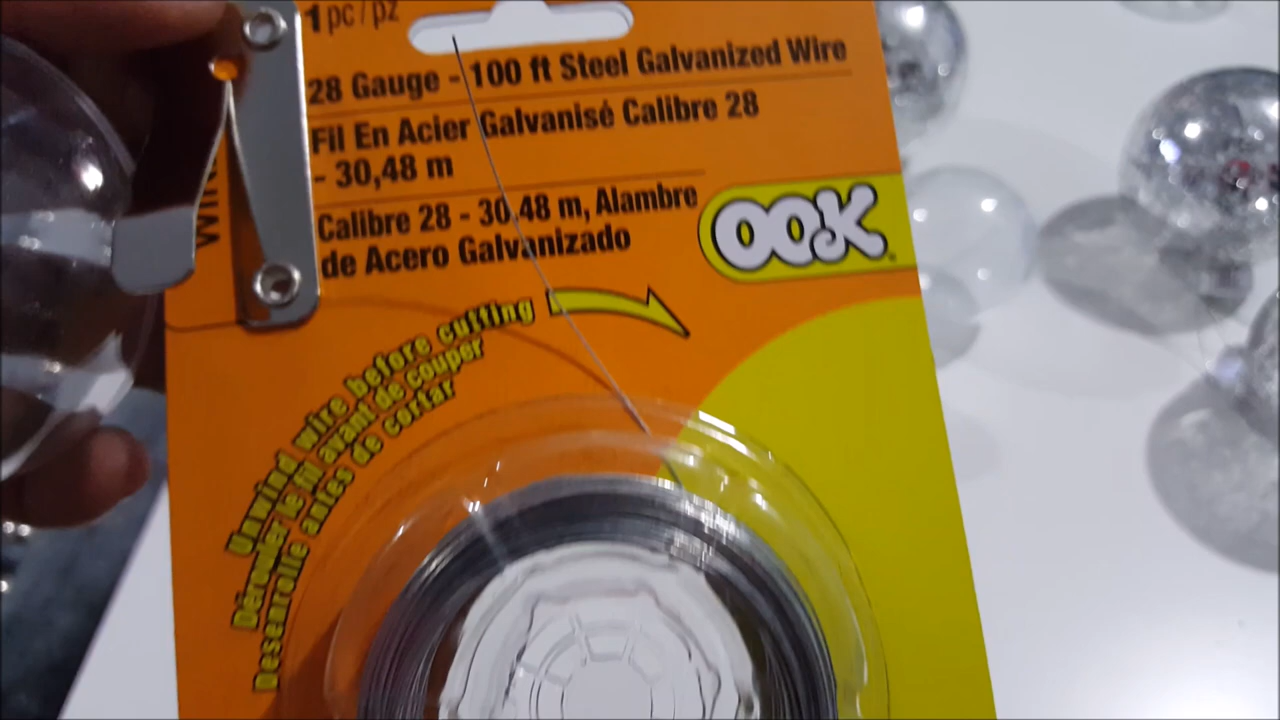 1 pc/pz
28 Gauge - 100 ft Steel Galvanized Wire
Fil En Acier Galvanisé Calibre 28
- 30,48 m
Calibre 28 - 30,48 m, Alambre
de Acero Galvanizado
OOK
Unwind wire before cutting
Dérouler le fil avant de couper
Desenrolle antes de cortar